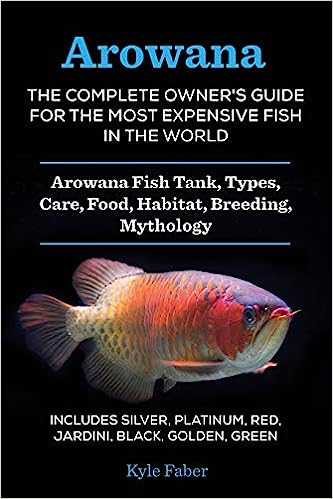 Arowana
THE COMPLETE OWNER'S GUIDE
FOR THE MOST EXPENSIVE FISH
IN THE WORLD
Arowana Fish Tank, Types,
Care, Food, Habitat, Breeding,
Mythology
INCLUDES SILVER, PLATINUM, RED,
JARDINI, BLACK, GOLDEN, GREEN
Kyle Faber